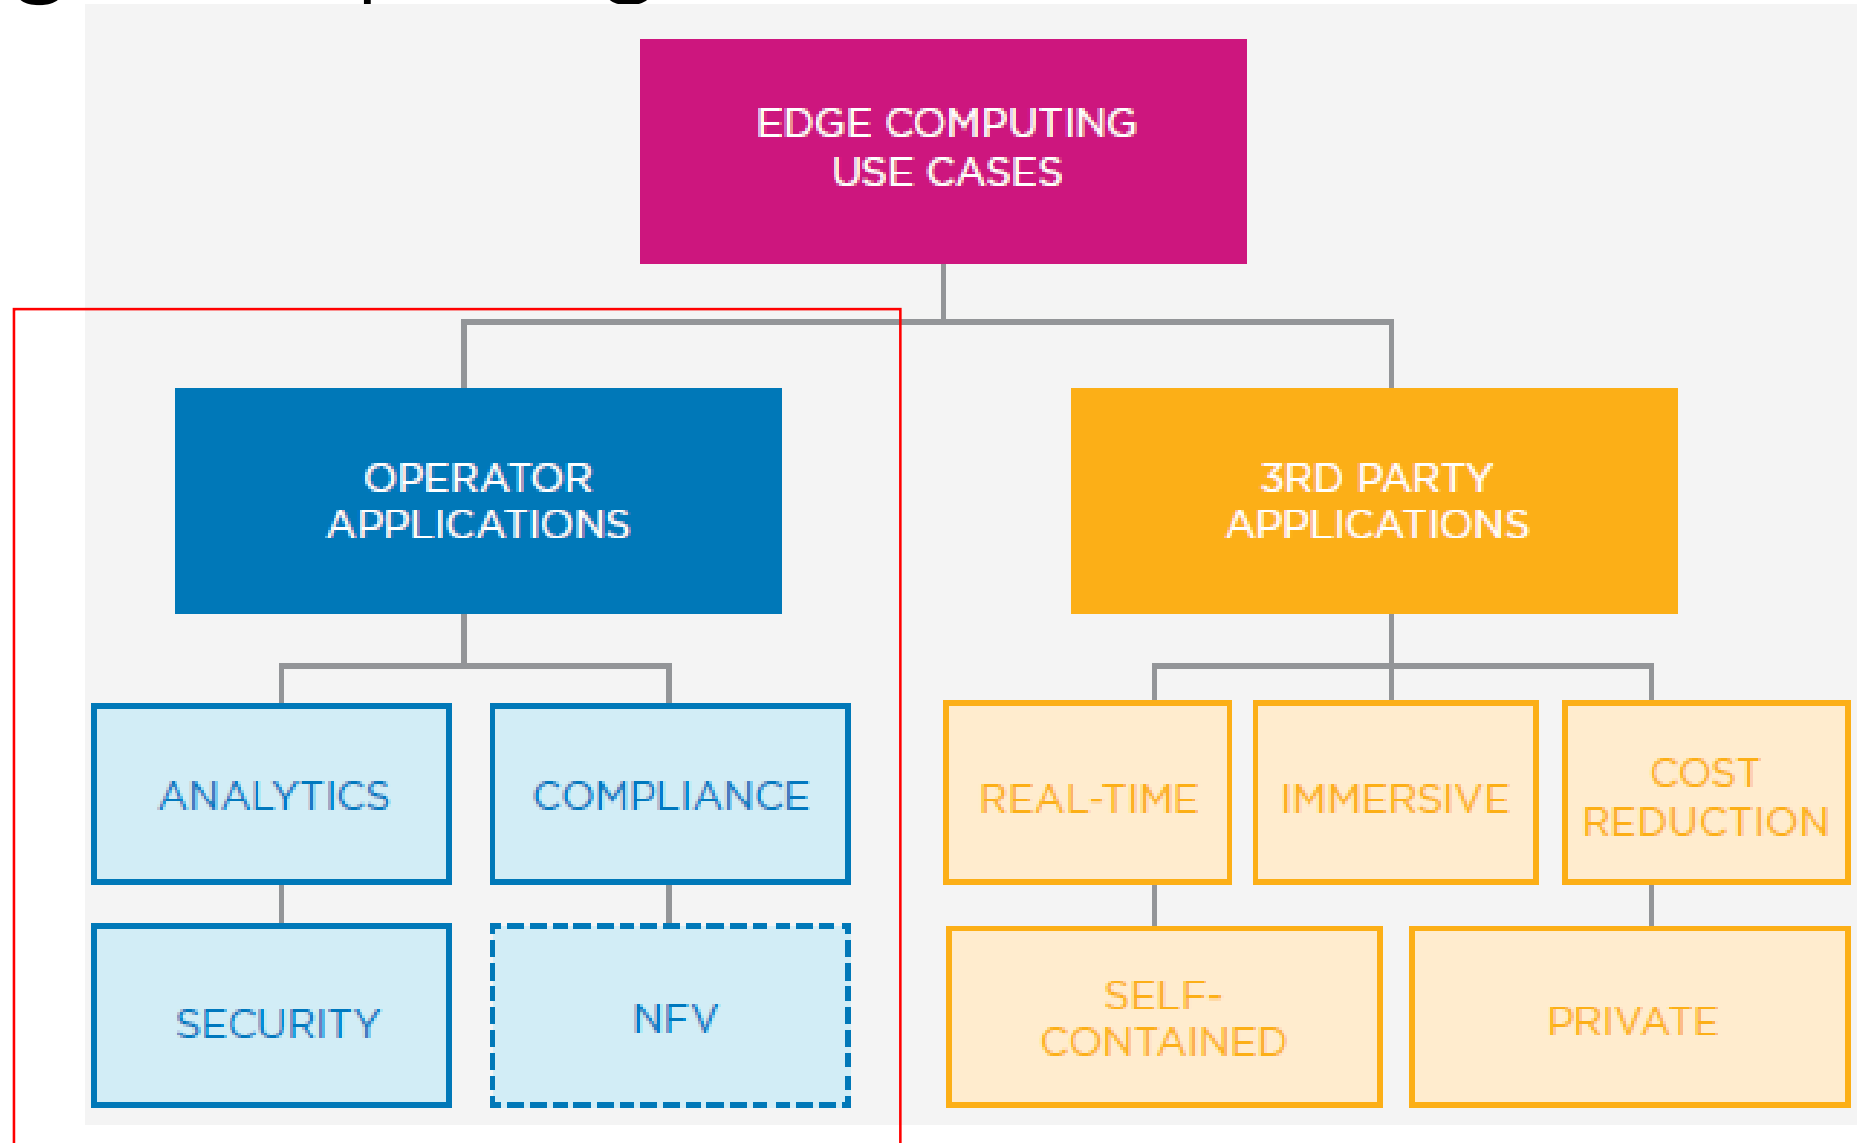 EDGE COMPUTING
USE CASES
OPERATOR
APPLICATIONS
3RD PARTY
APPLICATIONS
ANALYTICS
COMPLIANCE
REAL-TIME
IMMERSIVE
COST
REDUCTION
SECURITY
NFV
SELF-
CONTAINED
PRIVATE